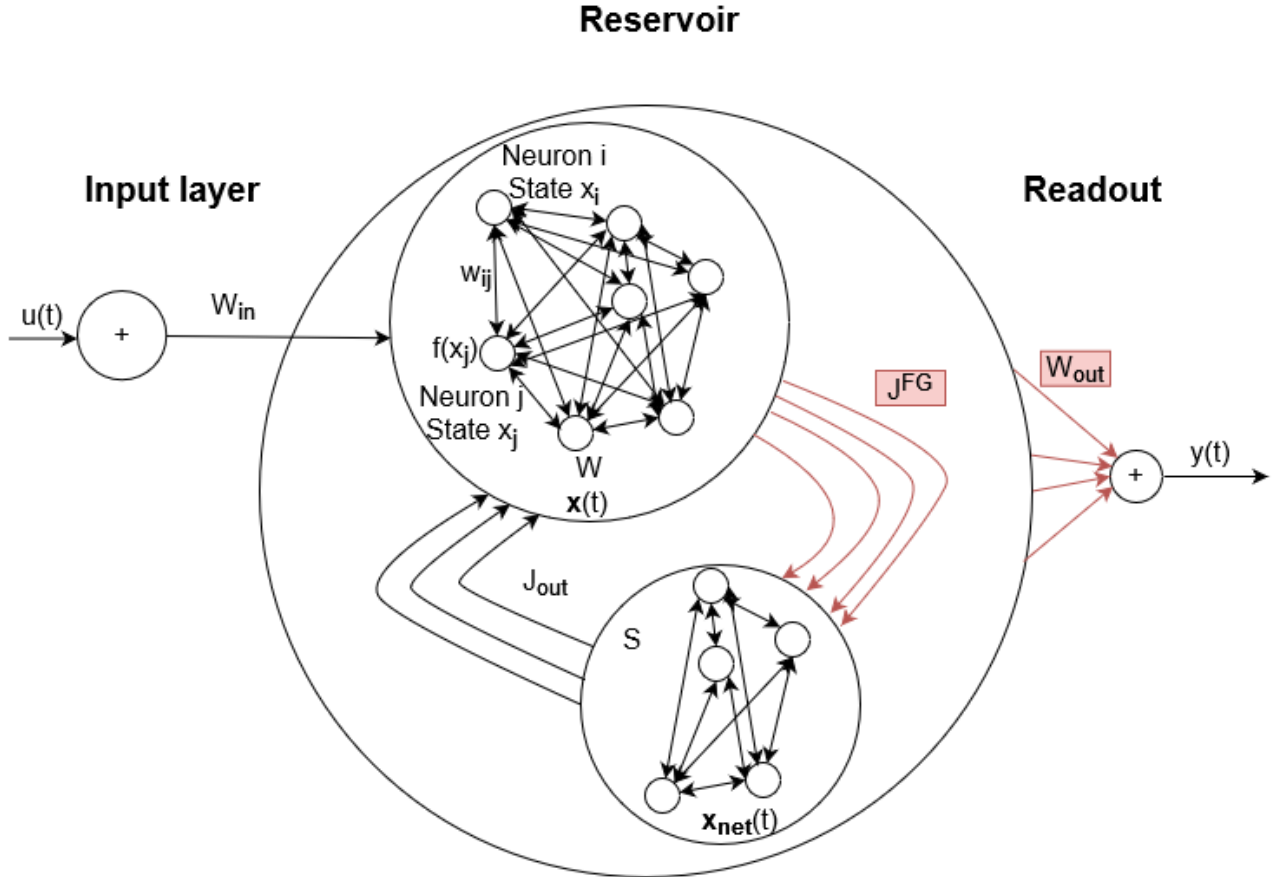 Reservoir
Input layer
Readout
Neuron i
State xi
wij
u(t)
+
Win
f(xj)
Neuron j
State xj
W
x(t)
JFG
Wout
+
y(t)
Jout
S
xnet(t)